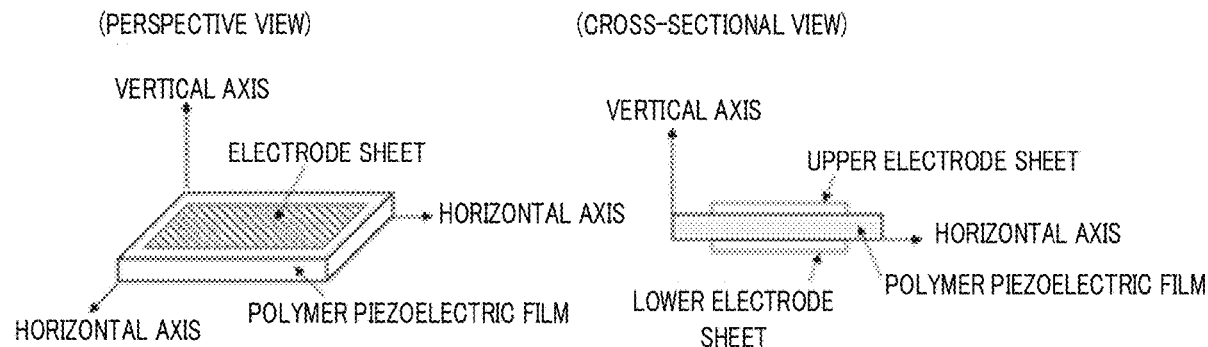 (PERSPECTIVE VIEW)
VERTICAL AXIS
ELECTRODE SHEET
HORIZONTAL AXIS
POLYMER PIEZOELECTRIC FILM
HORIZONTAL AXIS
(CROSS-SECTIONAL VIEW)
VERTICAL AXIS
UPPER ELECTRODE SHEET
HORIZONTAL AXIS
POLYMER PIEZOELECTRIC FILM
LOWER ELECTRODE
SHEET